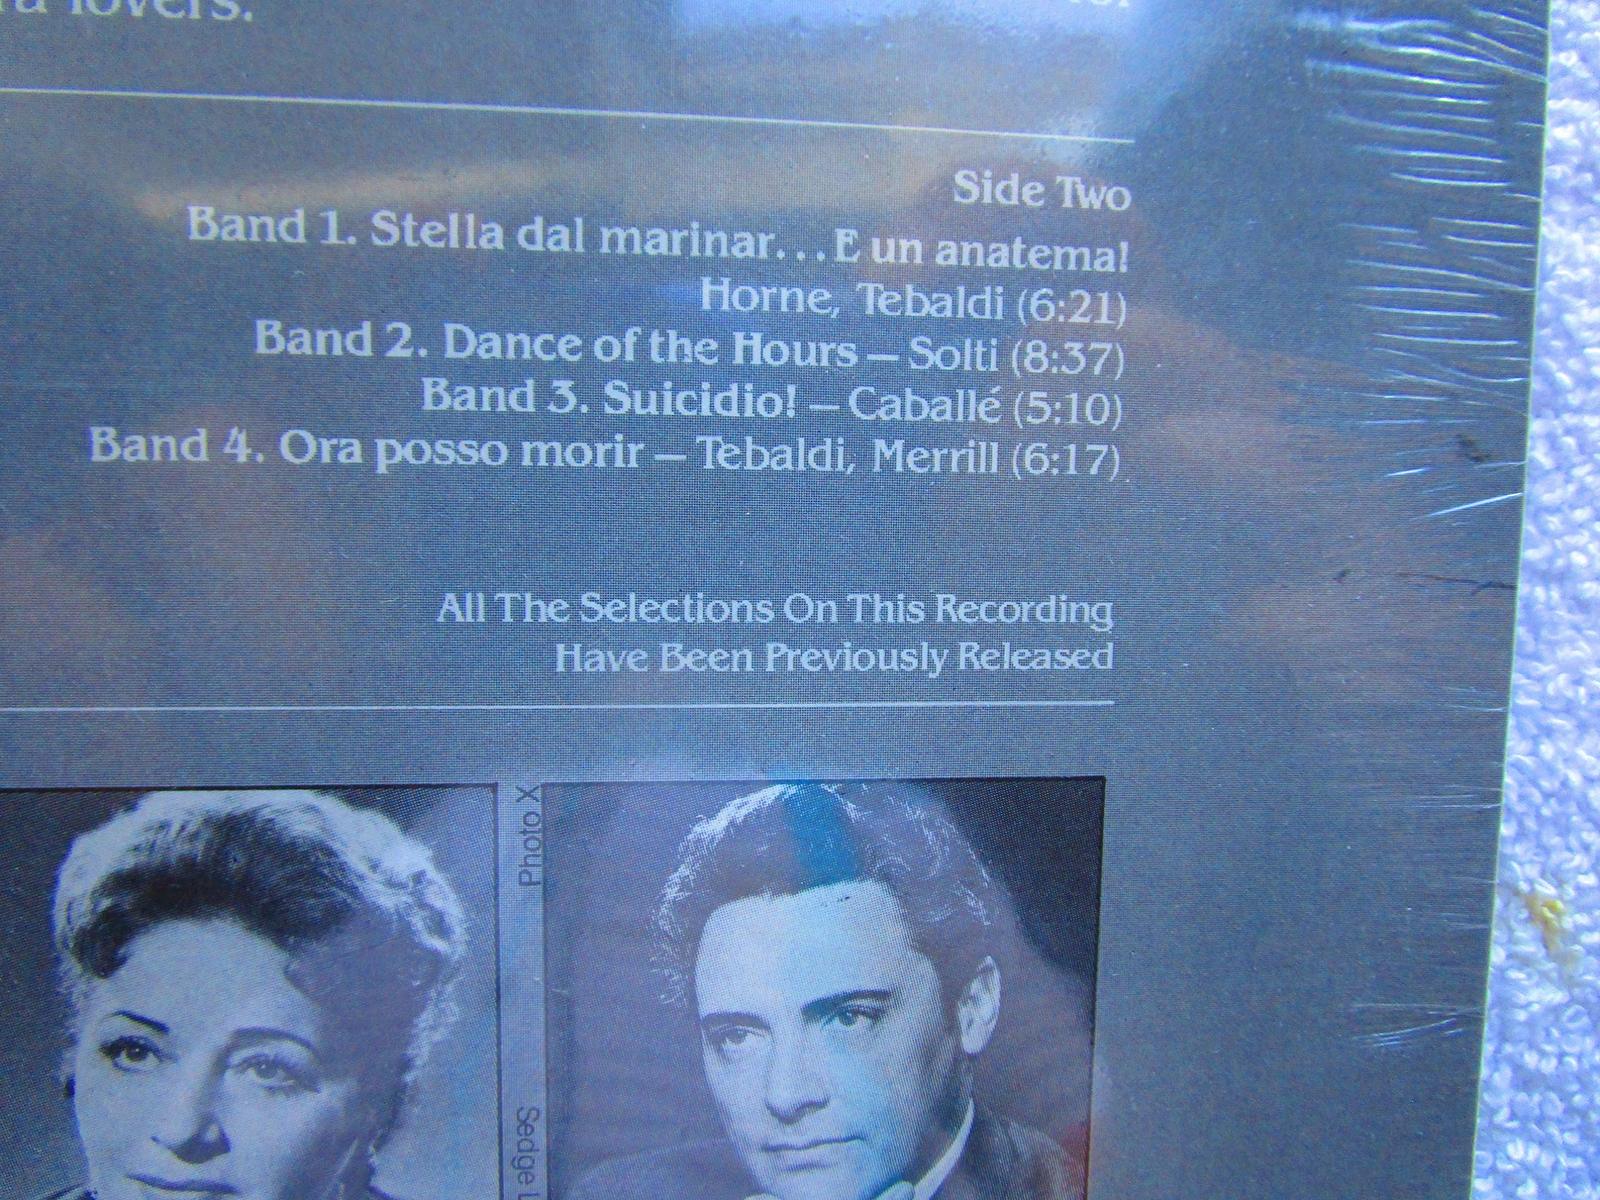 lovers.
Side Two
Band 1. Stella dal marinar...E un anatema!
Horne, Tebaldi (6:21)
Band 2. Dance of the Hours — Solti (8:37)
Band 3. Suicidio! — Caballé (5:10)
Band 4. Ora posso morir — Tebaldi, Merrill (6:17)
All The Selections On This Recording
Have Been Previously Released
Photo X
Sedge